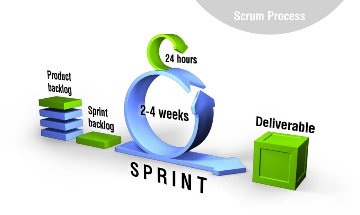 Scrum Process
24 hours
Product
backlog
Sprint
backlog
2-4 weeks
Deliverable
SPRINT